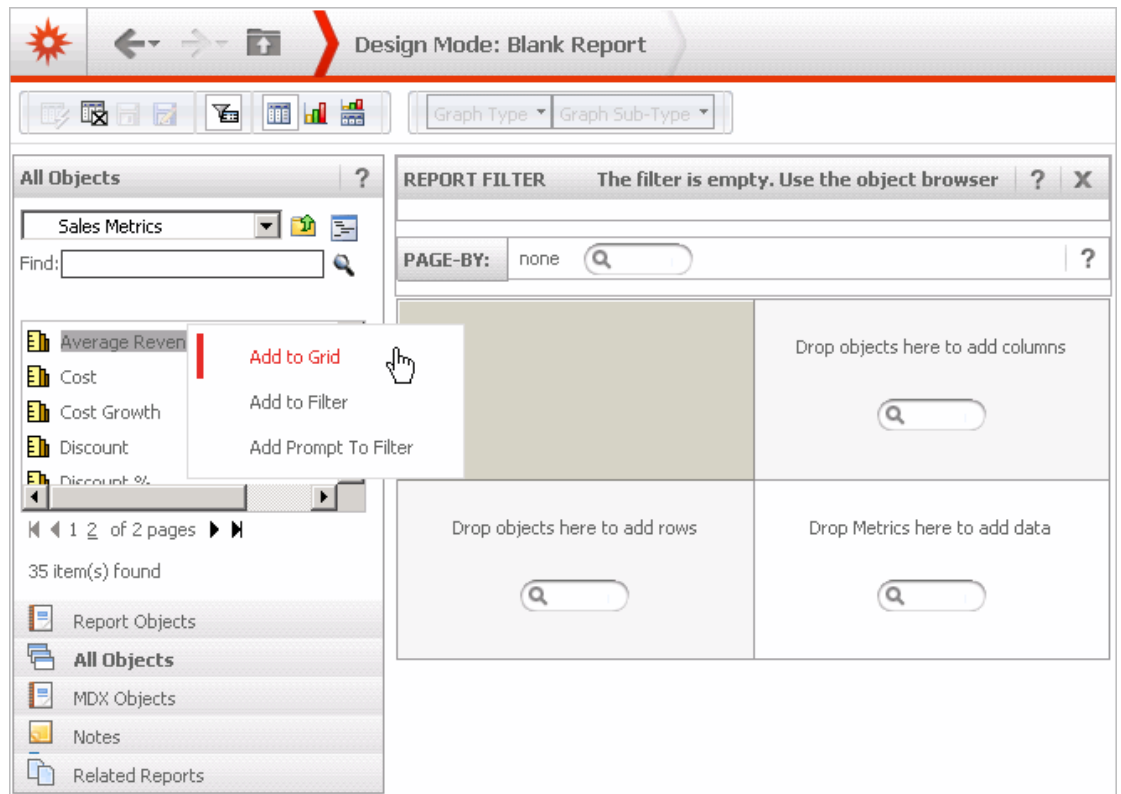 Design Mode: Blank Report
Graph Type Graph Sub-Type
All Objects ?
Sales Metrics
Find:
Average Reven
Cost
Cost Growth
Discount
Discount %
Add to Grid
Add to Filter
Add Prompt To Filter
1 2 of 2 pages
35 item(s) found
Report Objects
All Objects
MDX Objects
Notes
Related Reports
REPORT FILTER The filter is empty. Use the object browser ? X
PAGE-BY: none ?
Drop objects here to add columns
Drop objects here to add rows
Drop Metrics here to add data